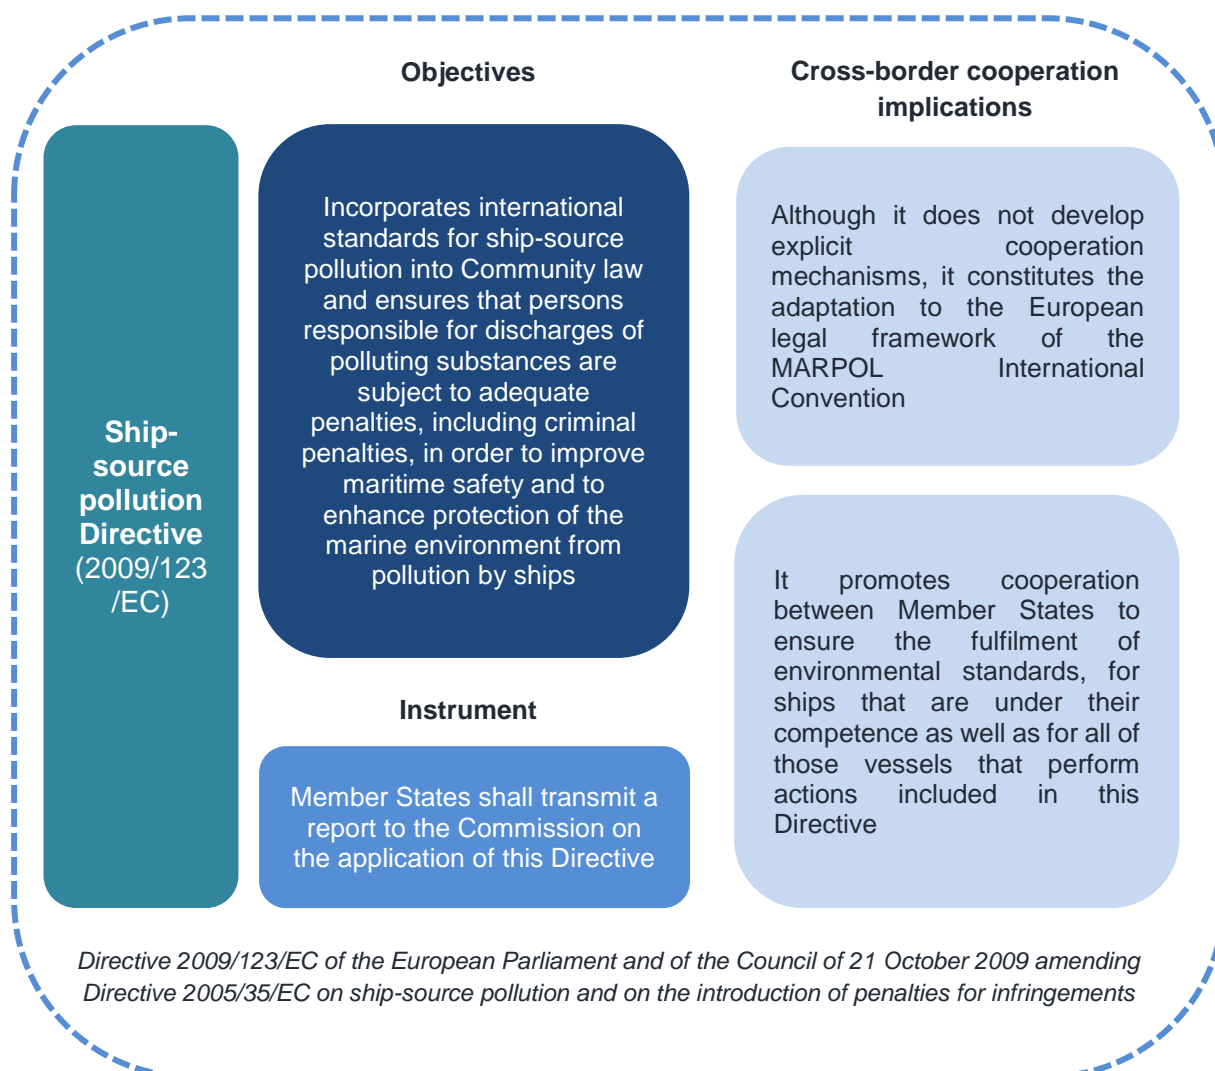 Ship-
source
pollution
Directive
(2009/123
/EC)
Objectives
Incorporates international
standards for ship-source
pollution into Community law
and ensures that persons
responsible for discharges of
polluting substances are
subject to adequate
penalties, including criminal
penalties, in order to improve
maritime safety and to
enhance protection of the
marine environment from
pollution by ships
Instrument
Member States shall transmit a
report to the Commission on
the application of this Directive
Cross-border cooperation
implications
Although it does not develop
explicit cooperation
mechanisms, it constitutes the
adaptation to the European
legal framework of the
MARPOL International
Convention
It promotes cooperation
between Member States to
ensure the fulfilment of
environmental standards, for
ships that are under their
competence as well as for all of
those vessels that perform
actions included in this
Directive
Directive 2009/123/EC of the European Parliament and of the Council of 21 October 2009 amending
Directive 2005/35/EC on ship-source pollution and on the introduction of penalties for infringements